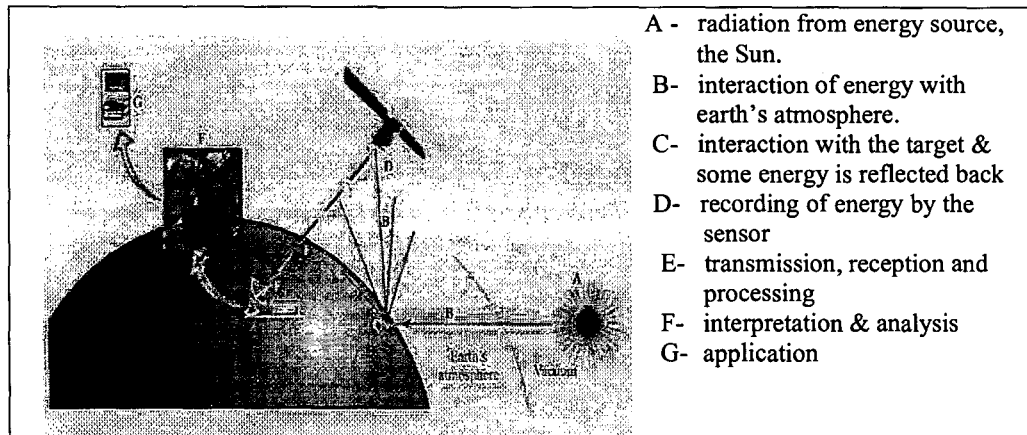 A - radiation from energy source,
the Sun.
B- interaction of energy with
earth's atmosphere.
C- interaction with the target &
some energy is reflected back
D- recording of energy by the
sensor
E- transmission, reception and
processing
F- interpretation & analysis
G- application
G
F
D
B
A
B
Earth's
atmosphere
Vacuum